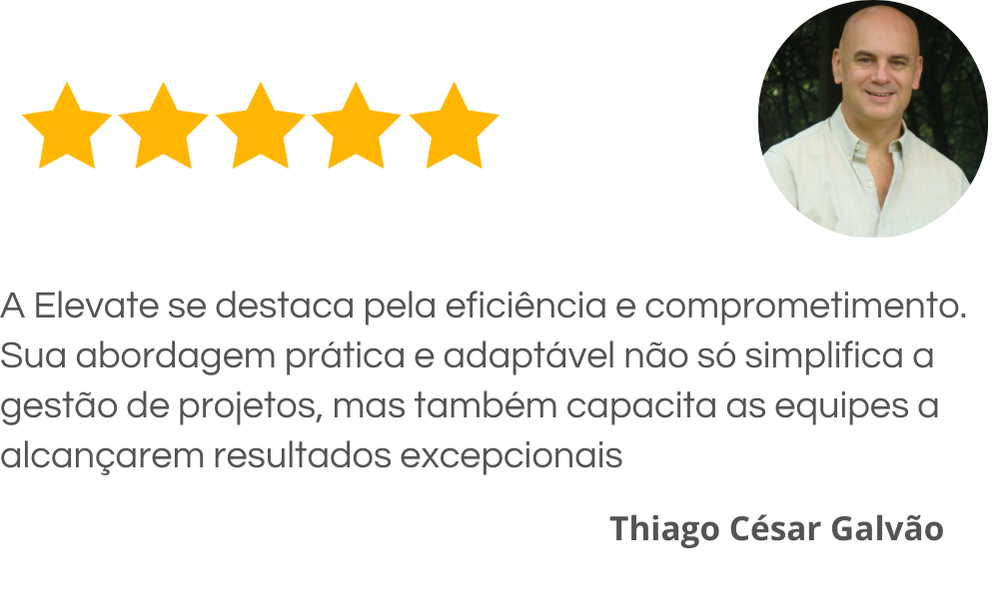 A Elevate se destaca pela eficiência e comprometimento.
Sua abordagem prática e adaptável não só simplifica a
gestão de projetos, mas também capacita as equipes a
alcançarem resultados excepcionais
Thiago César Galvão